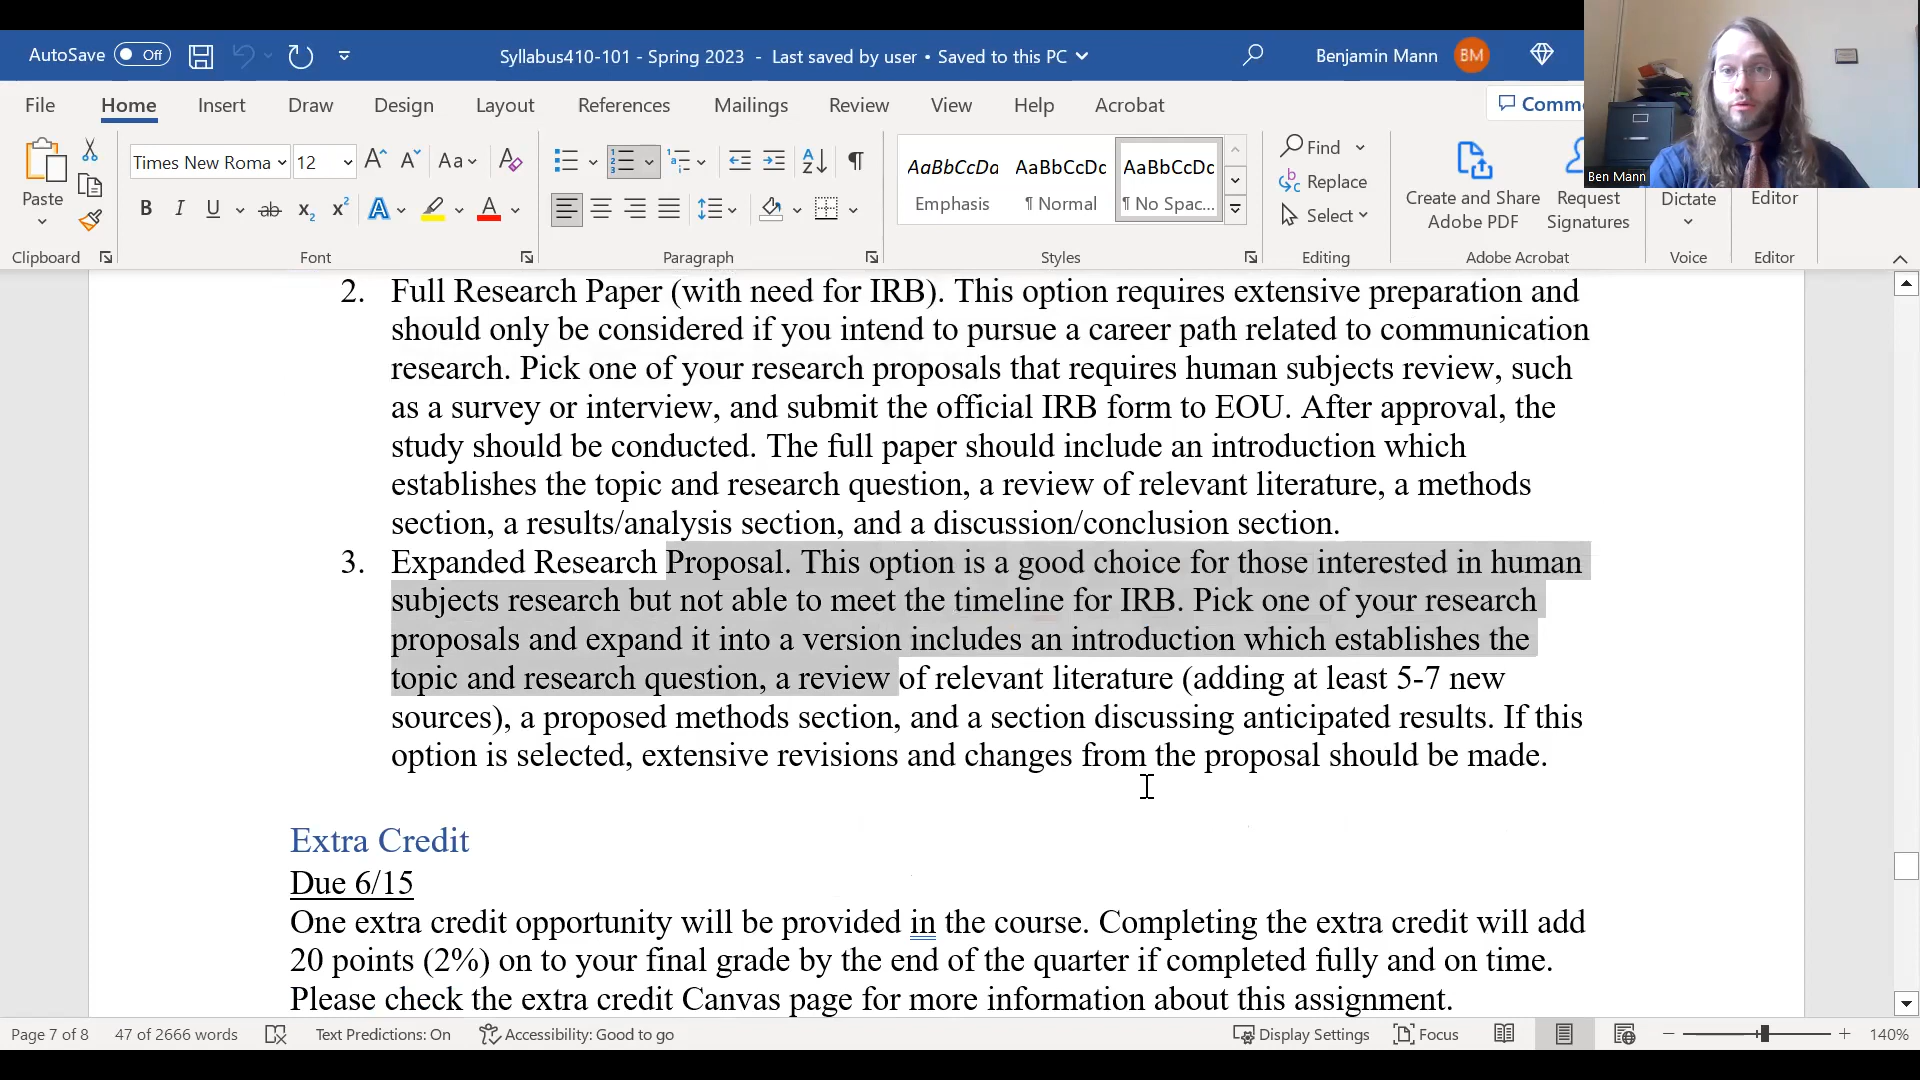 AutoSave Off Syllabus410-101 - Spring 2023 - Last saved by user • Saved to this PC Benjamin Mann BM
File Home Insert Draw Design Layout References Mailings Review View Help Acrobat Comm
Paste
Clipboard
Times New Roma 12
Font
Paragraph
AaBbCcDd AaBbCcDc AaBbCcDc
Emphasis ¶ Normal ¶ No Spac...
Styles
Find
Replace
Select
Editing
Create and Share Adobe PDF
Request Signatures
Adobe Acrobat
Dictate
Voice
Editor
Editor
Ben Mann
2. Full Research Paper (with need for IRB). This option requires extensive preparation and
should only be considered if you intend to pursue a career path related to communication
research. Pick one of your research proposals that requires human subjects review, such
as a survey or interview, and submit the official IRB form to EOU. After approval, the
study should be conducted. The full paper should include an introduction which
establishes the topic and research question, a review of relevant literature, a methods
section, a results/analysis section, and a discussion/conclusion section.
3. Expanded Research Proposal. This option is a good choice for those interested in human
subjects research but not able to meet the timeline for IRB. Pick one of your research
proposals and expand it into a version includes an introduction which establishes the
topic and research question, a review of relevant literature (adding at least 5-7 new
sources), a proposed methods section, and a section discussing anticipated results. If this
option is selected, extensive revisions and changes from the proposal should be made.
Extra Credit
Due 6/15
One extra credit opportunity will be provided in the course. Completing the extra credit will add
20 points (2%) on to your final grade by the end of the quarter if completed fully and on time.
Please check the extra credit Canvas page for more information about this assignment.
Page 7 of 8 47 of 2666 words Text Predictions: On Accessibility: Good to go Display Settings Focus 140%